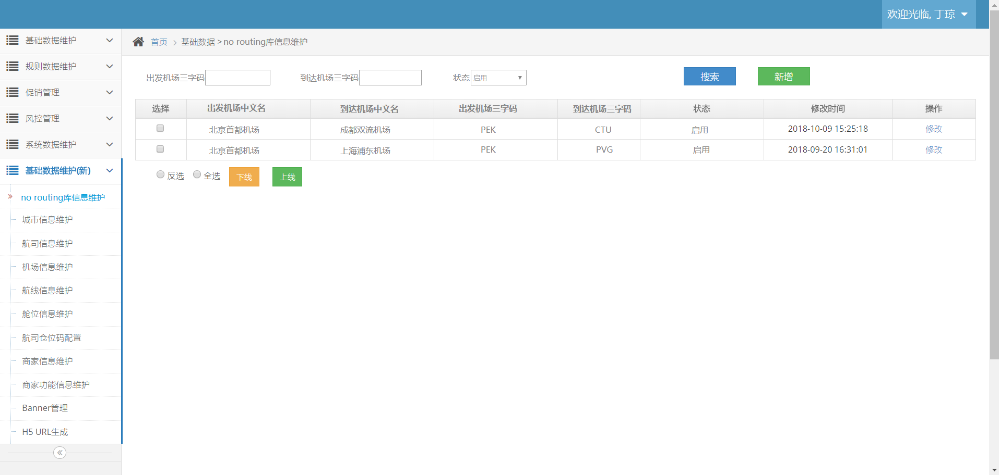 欢迎光临, 丁琼
基础数据维护
规则数据维护
促销管理
风控管理
系统数据维护
基础数据维护(新)
no routing库信息维护
城市信息维护
航司信息维护
机场信息维护
航线信息维护
舱位信息维护
航司仓位码配置
商家信息维护
商家功能信息维护
Banner管理
H5 URL生成
首页 > 基础数据 > no routing库信息维护
出发机场三字码 到达机场三字码 状态 启用 搜索 新增
选择 出发机场中文名 到达机场中文名 出发机场三字码 到达机场三字码 状态 修改时间 操作
北京首都机场 成都双流机场 PEK CTU 启用 2018-10-09 15:25:18 修改
北京首都机场 上海浦东机场 PEK PVG 启用 2018-09-20 16:31:01 修改
反选 全选 下线 上线